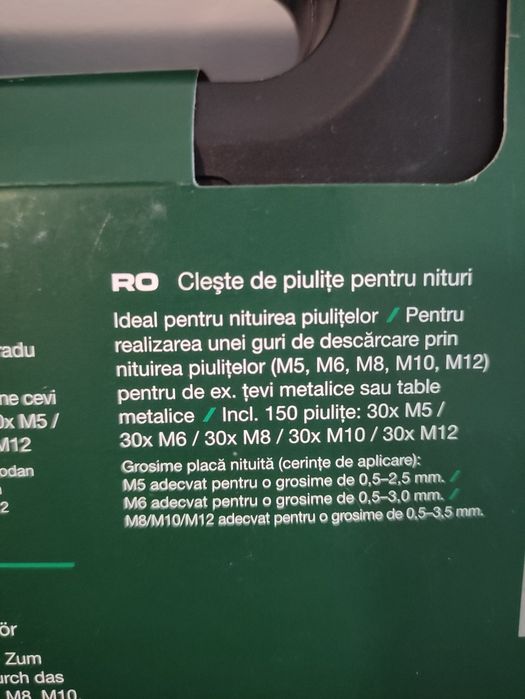 RO Cleşte de piuliţe pentru nituri
Ideal pentru nituirea piuliţelor / Pentru
realizarea unei guri de descărcare prin
nituirea piuliţelor (M5, M6, M8, M10, M12)
pentru de ex. ţevi metalice sau table
metalice / Incl. 150 piuliţe: 30x M5 /
30x M6 / 30x M8 / 30x M10 / 30x M12
Grosime placă nituită (cerinţe de aplicare):
M5 adecvat pentru o grosime de 0,5–2,5 mm. /
M6 adecvat pentru o grosime de 0,5–3,0 mm. /
M8/M10/M12 adecvat pentru o grosime de 0,5–3,5 mm.
radu
ne cevi
0x M5 /
M12
odan
2
ör
Zum
urch das
M8, M10